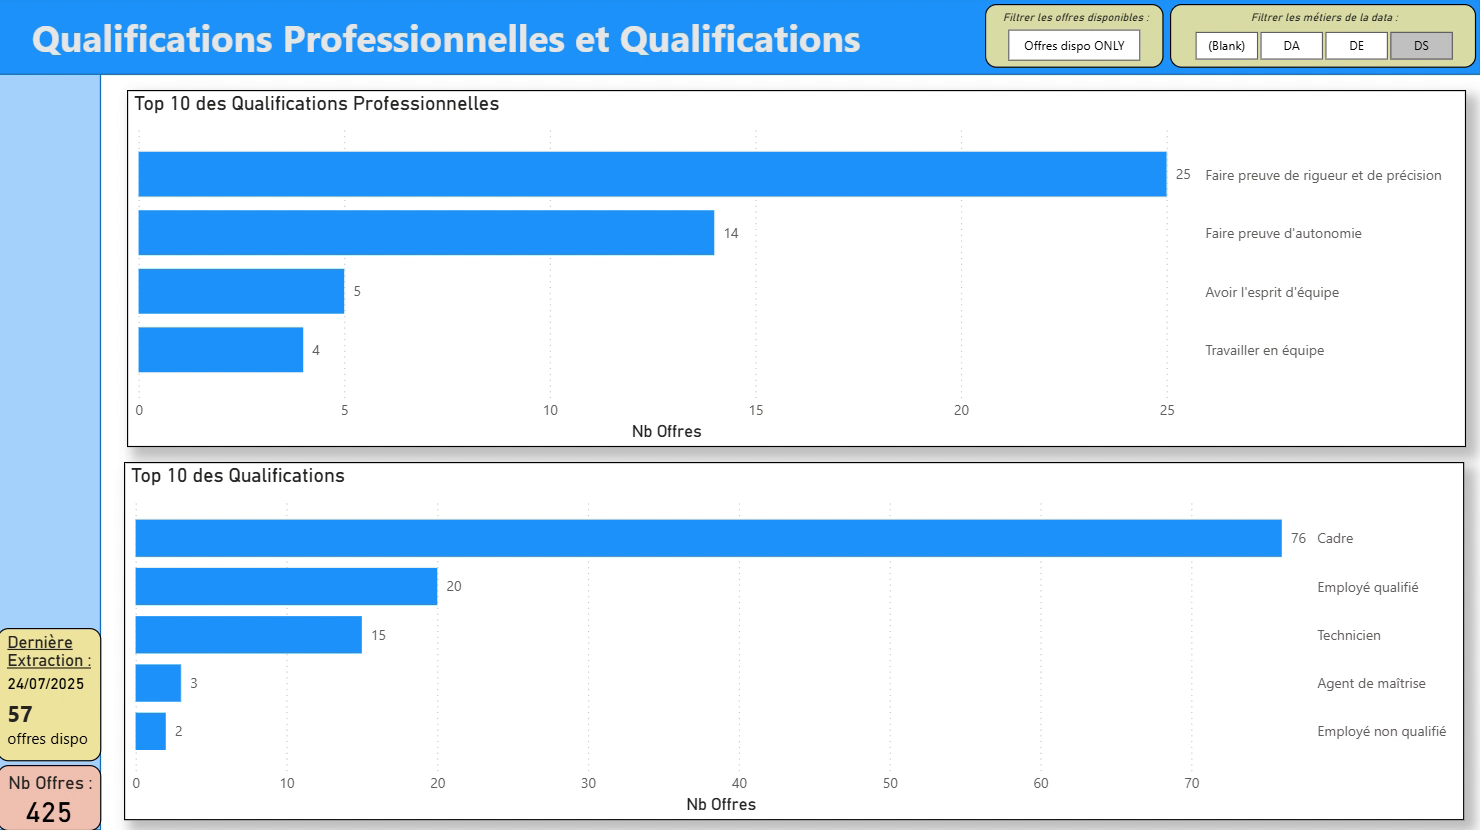 Qualifications Professionnelles et Qualifications
Filtrer les offres disponibles :
Offres dispo ONLY
Filtrer les métiers de la data :
(Blank) DA DE DS
Top 10 des Qualifications Professionnelles
25 Faire preuve de rigueur et de précision
14 Faire preuve d'autonomie
5 Avoir l'esprit d'équipe
4 Travailler en équipe
0 5 10 15 20 25
Nb Offres
Top 10 des Qualifications
76 Cadre
20 Employé qualifié
15 Technicien
3 Agent de maîtrise
2 Employé non qualifié
0 10 20 30 40 50 60 70
Nb Offres
Dernière
Extraction :
24/07/2025
57
offres dispo
Nb Offres :
425